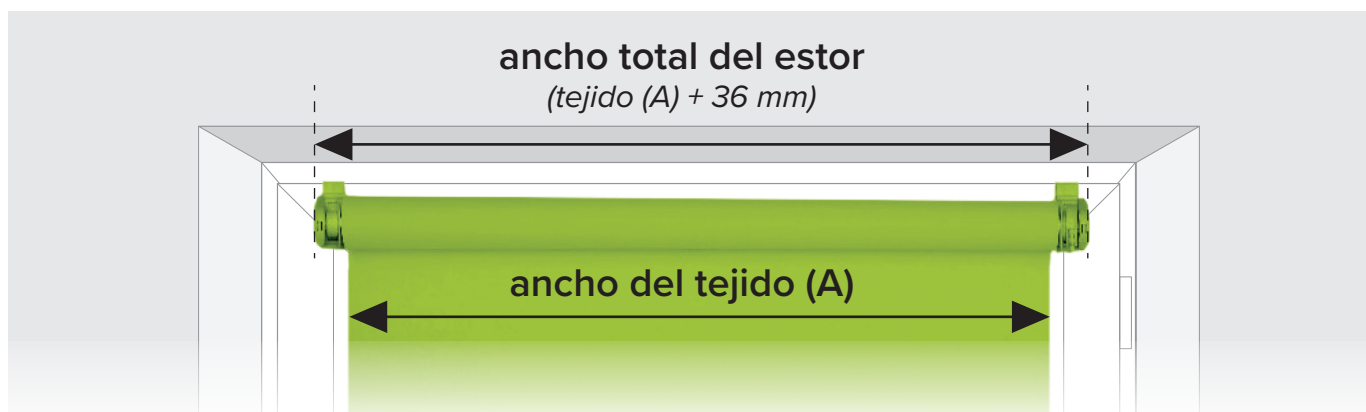 ancho total del estor
(tejido (A) + 36 mm)
ancho del tejido (A)